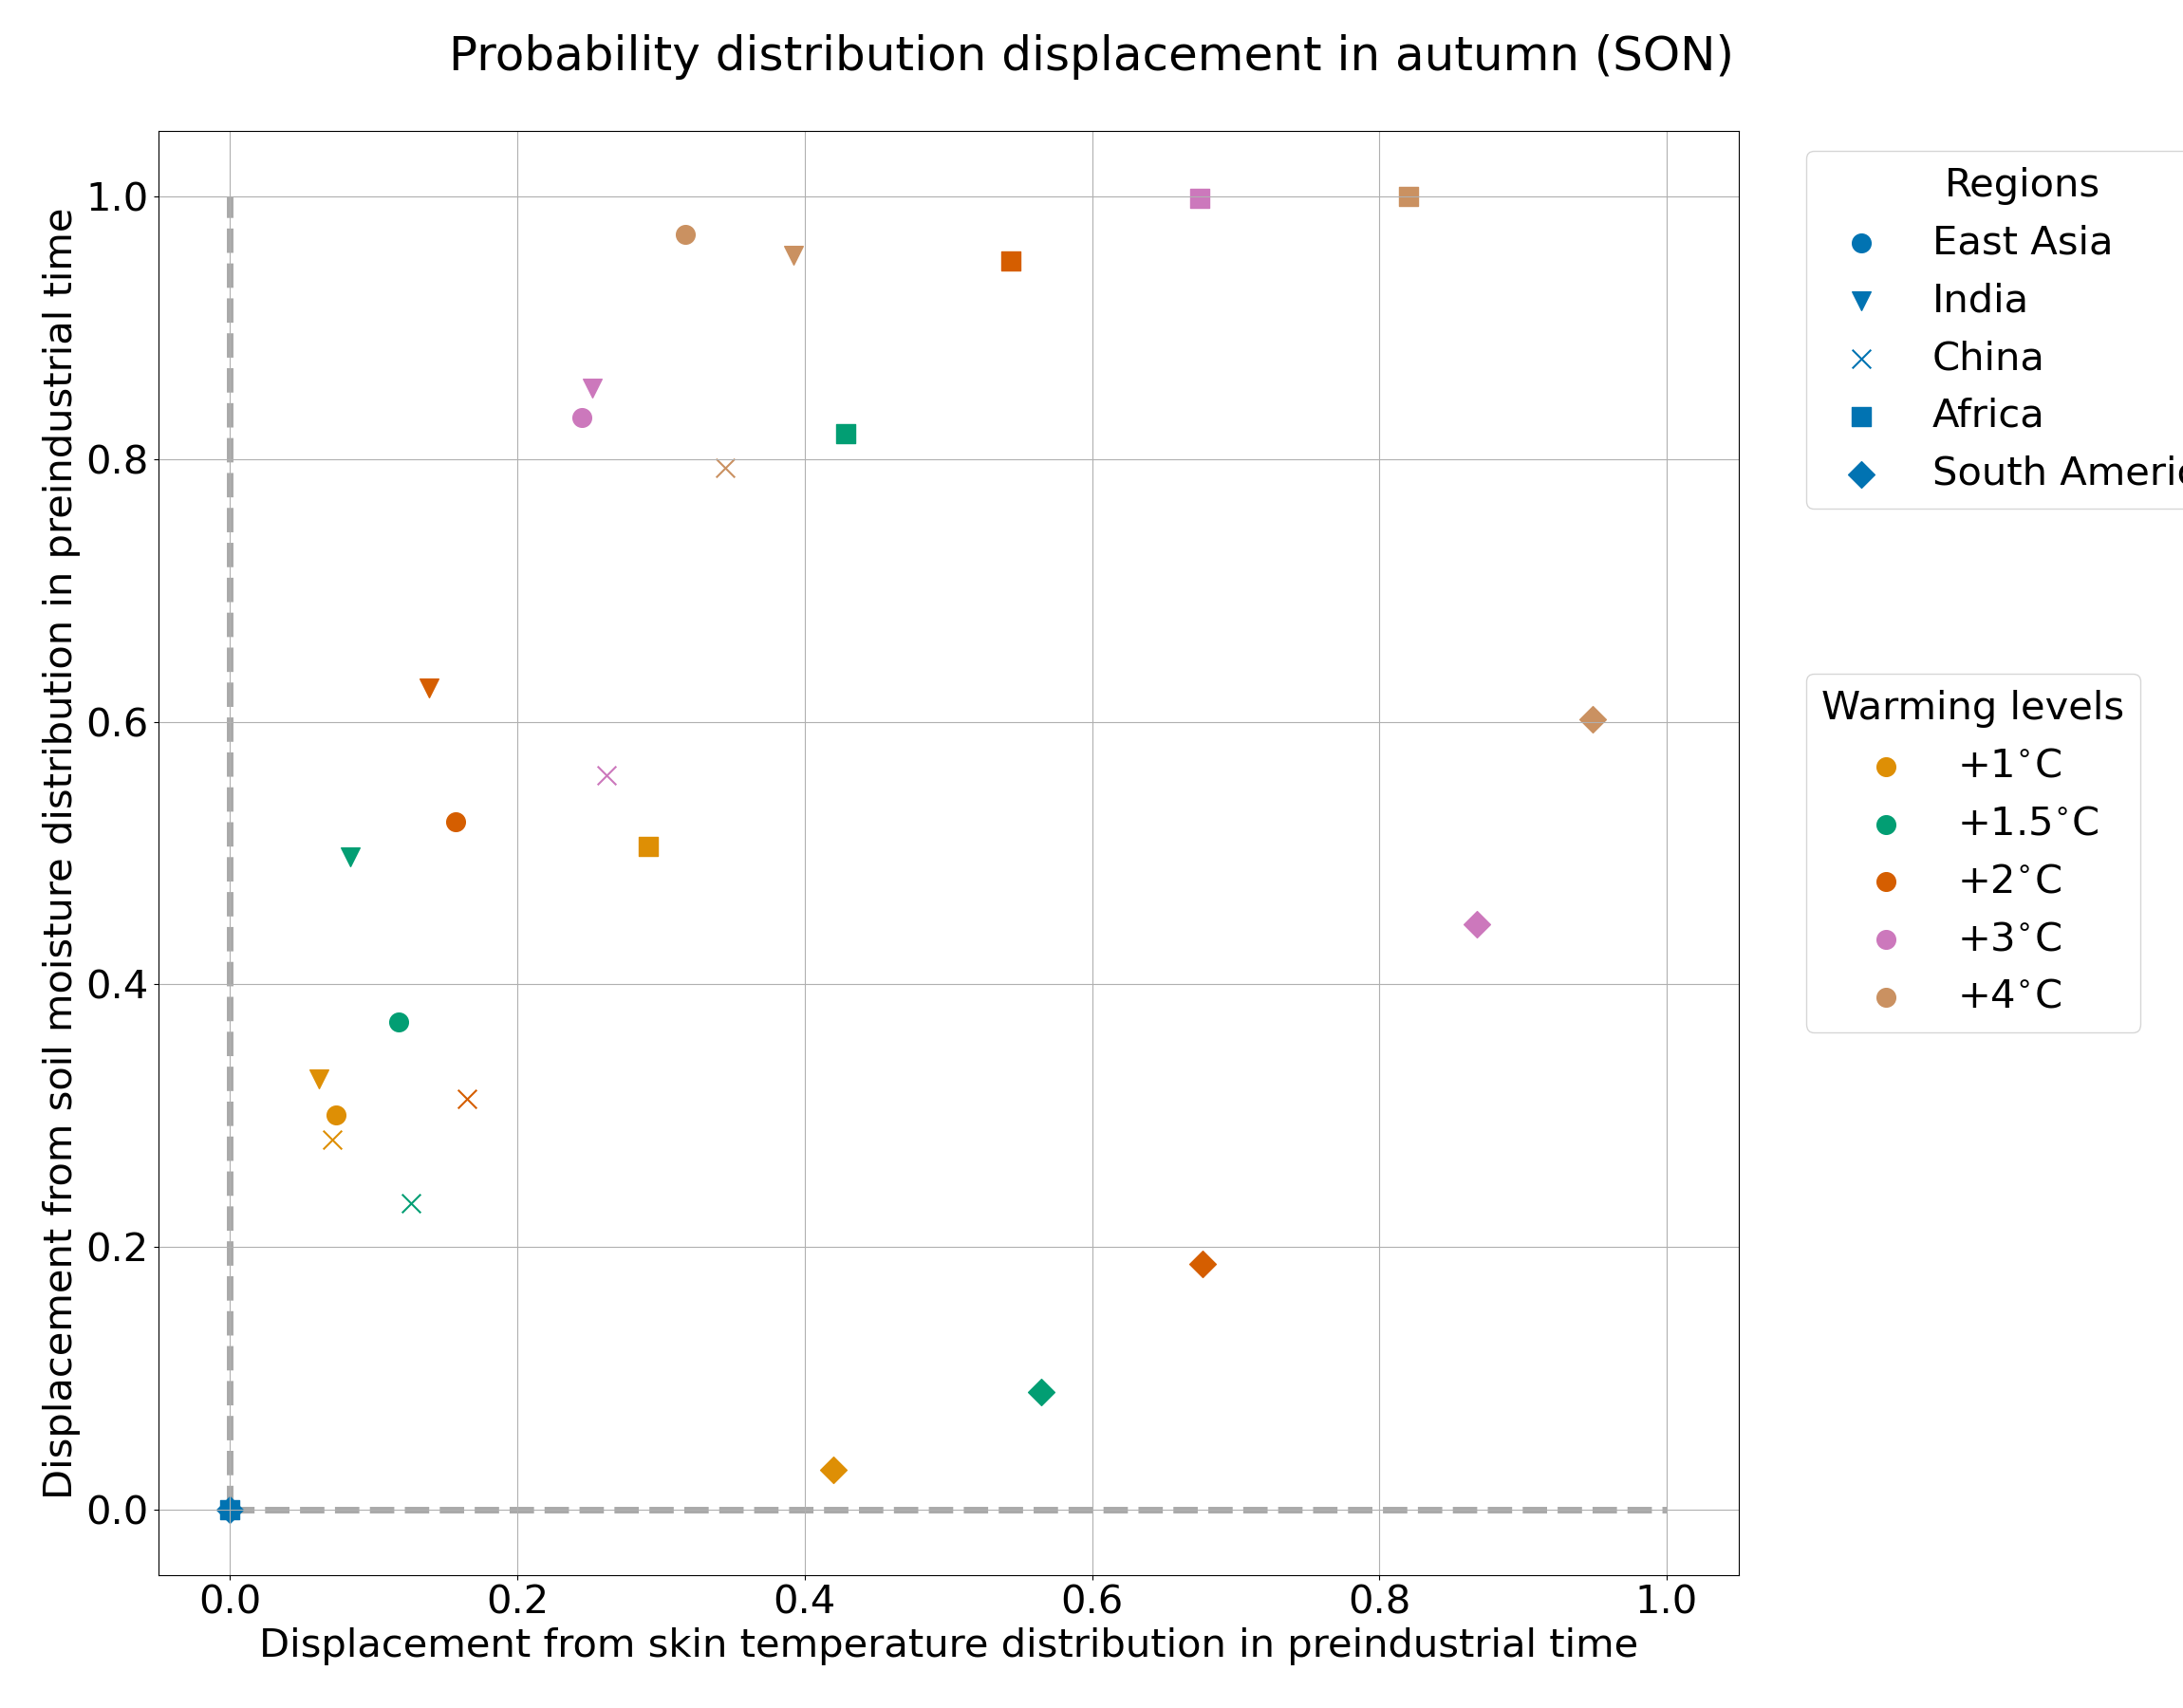 Probability distribution displacement in autumn (SON)
Displacement from soil moisture distribution in preindustrial time
1.0
0.8
0.6
0.4
0.2
0.0
0.0 0.2 0.4 0.6 0.8 1.0
Displacement from skin temperature distribution in preindustrial time
Regions
East Asia
India
China
Africa
South Americ
Warming levels
+1°C
+1.5°C
+2°C
+3°C
+4°C